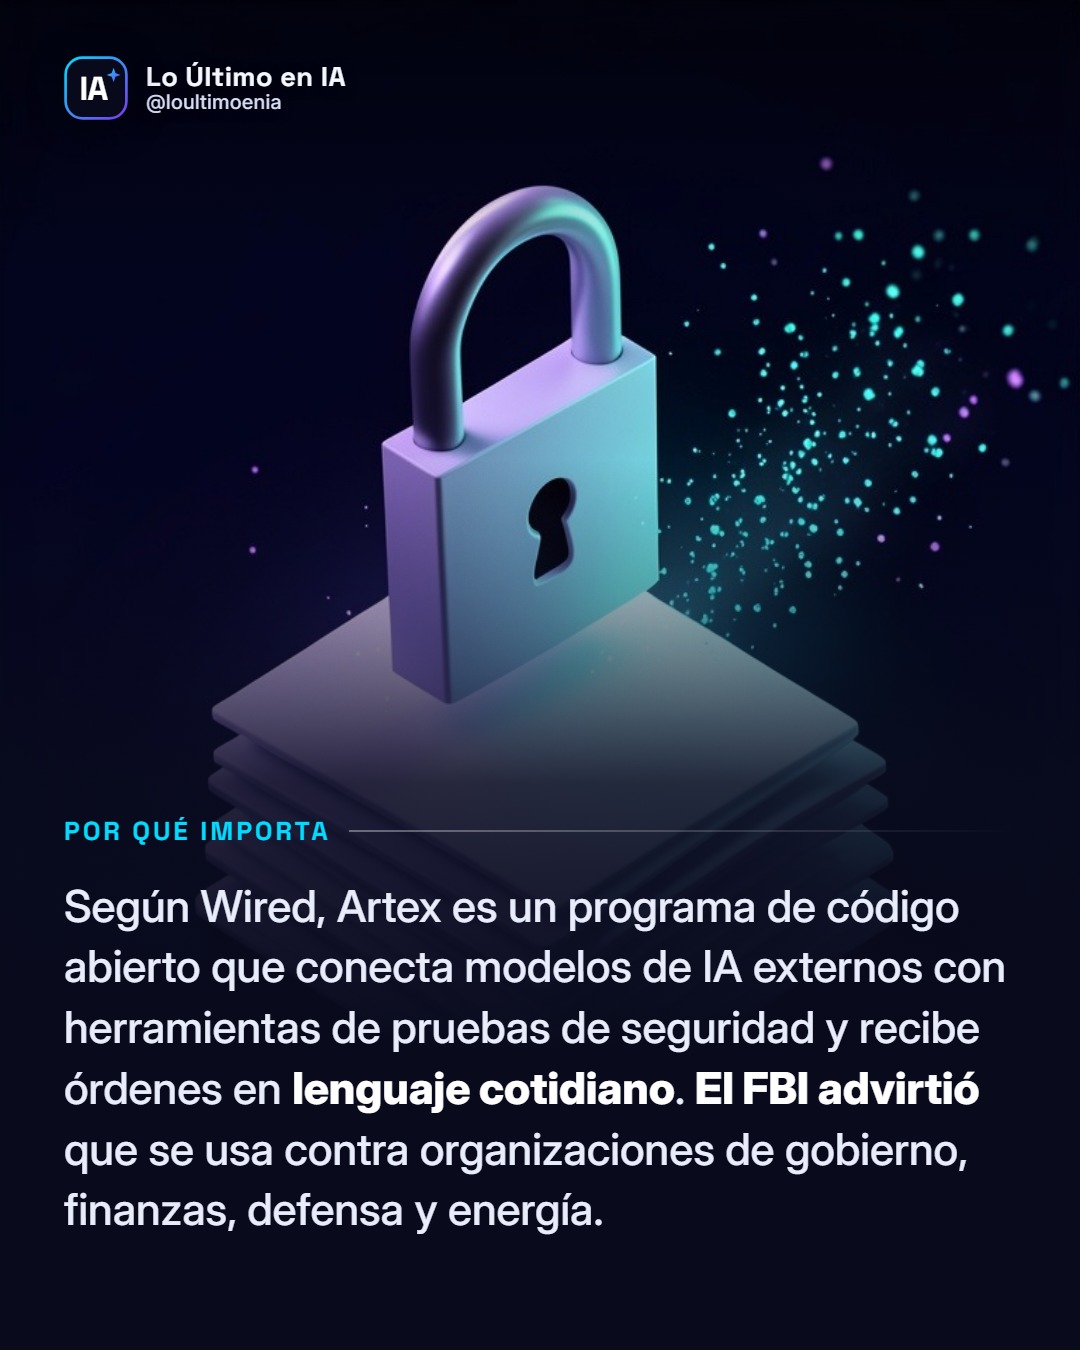 IA
Lo Último en IA
@loultimoenia
POR QUÉ IMPORTA
Según Wired, Artex es un programa de código
abierto que conecta modelos de IA externos con
herramientas de pruebas de seguridad y recibe
órdenes en lenguaje cotidiano. El FBI advirtió
que se usa contra organizaciones de gobierno,
finanzas, defensa y energía.